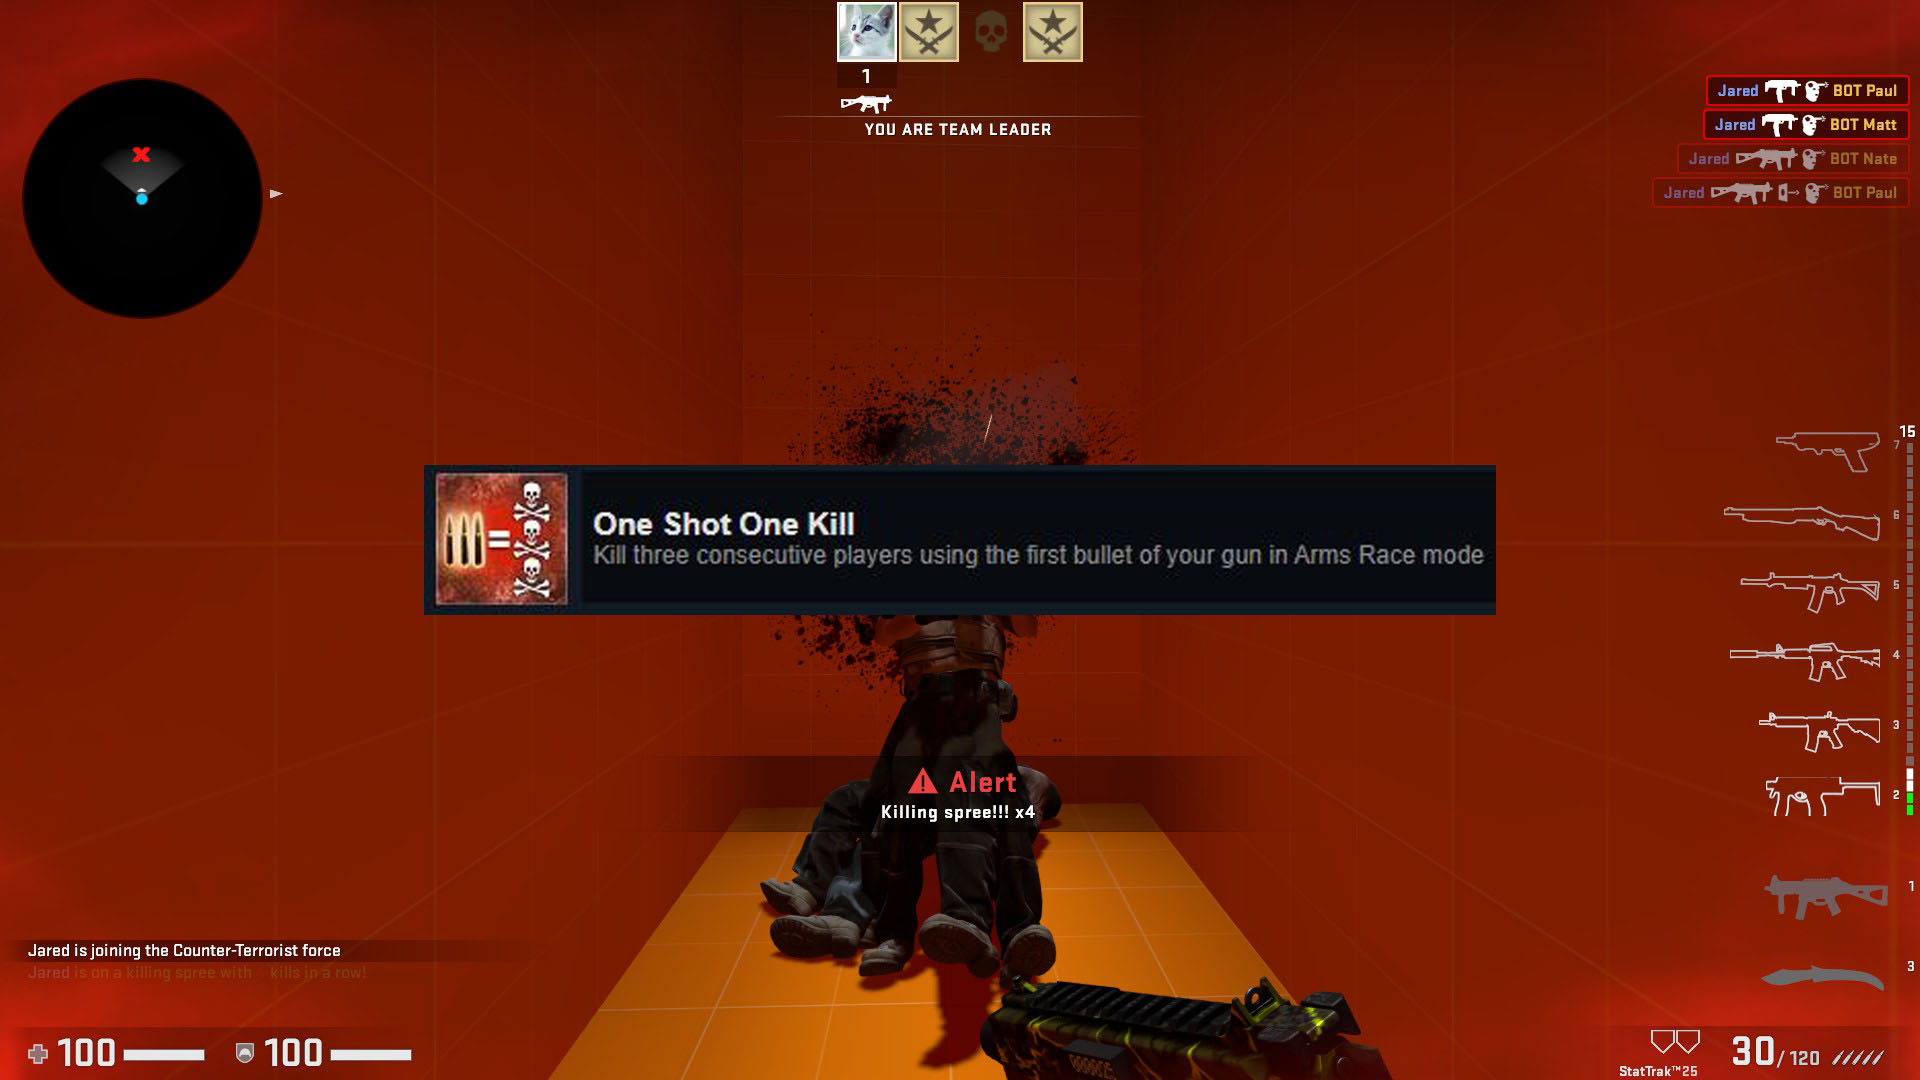 1
YOU ARE TEAM LEADER
Jared BOT Paul
Jared BOT Matt
Jared BOT Nate
Jared BOT Paul
15
7
6
5
4
3
2
1
3
One Shot One Kill
Kill three consecutive players using the first bullet of your gun in Arms Race mode
Alert
Killing spree!!! x4
Jared is joining the Counter-Terrorist force
Jared is on a killing spree with kills in a row!
100 100
StatTrak™25
30/120